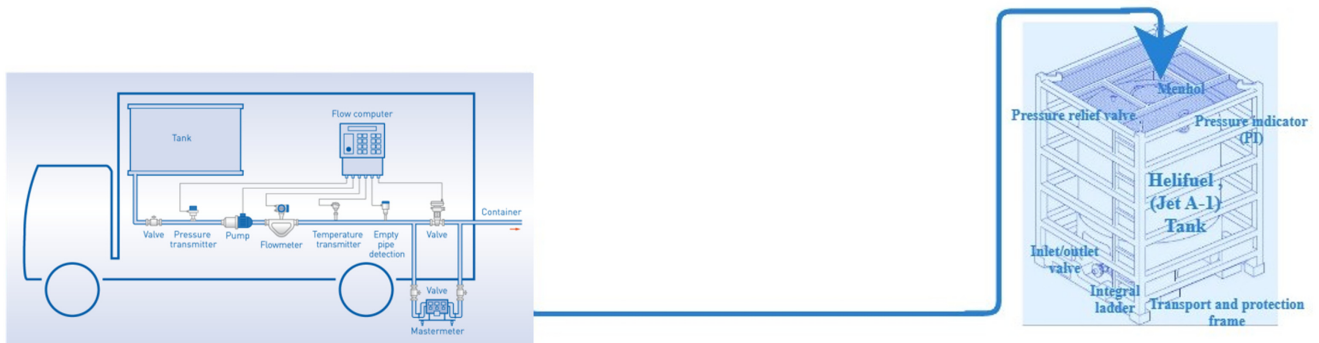 Tank
Flow computer
Valve
Pressure
transmitter
Pump
Flowmeter
Temperature
transmitter
Empty
pipe
detection
Valve
Container
Valve
Mastermeter
Menhol
Pressure relief valve
Pressure indicator
(PI)
Helifuel ,
(Jet A-1)
Tank
Inlet/outlet
valve
Integral
ladder
Transport and protection
frame